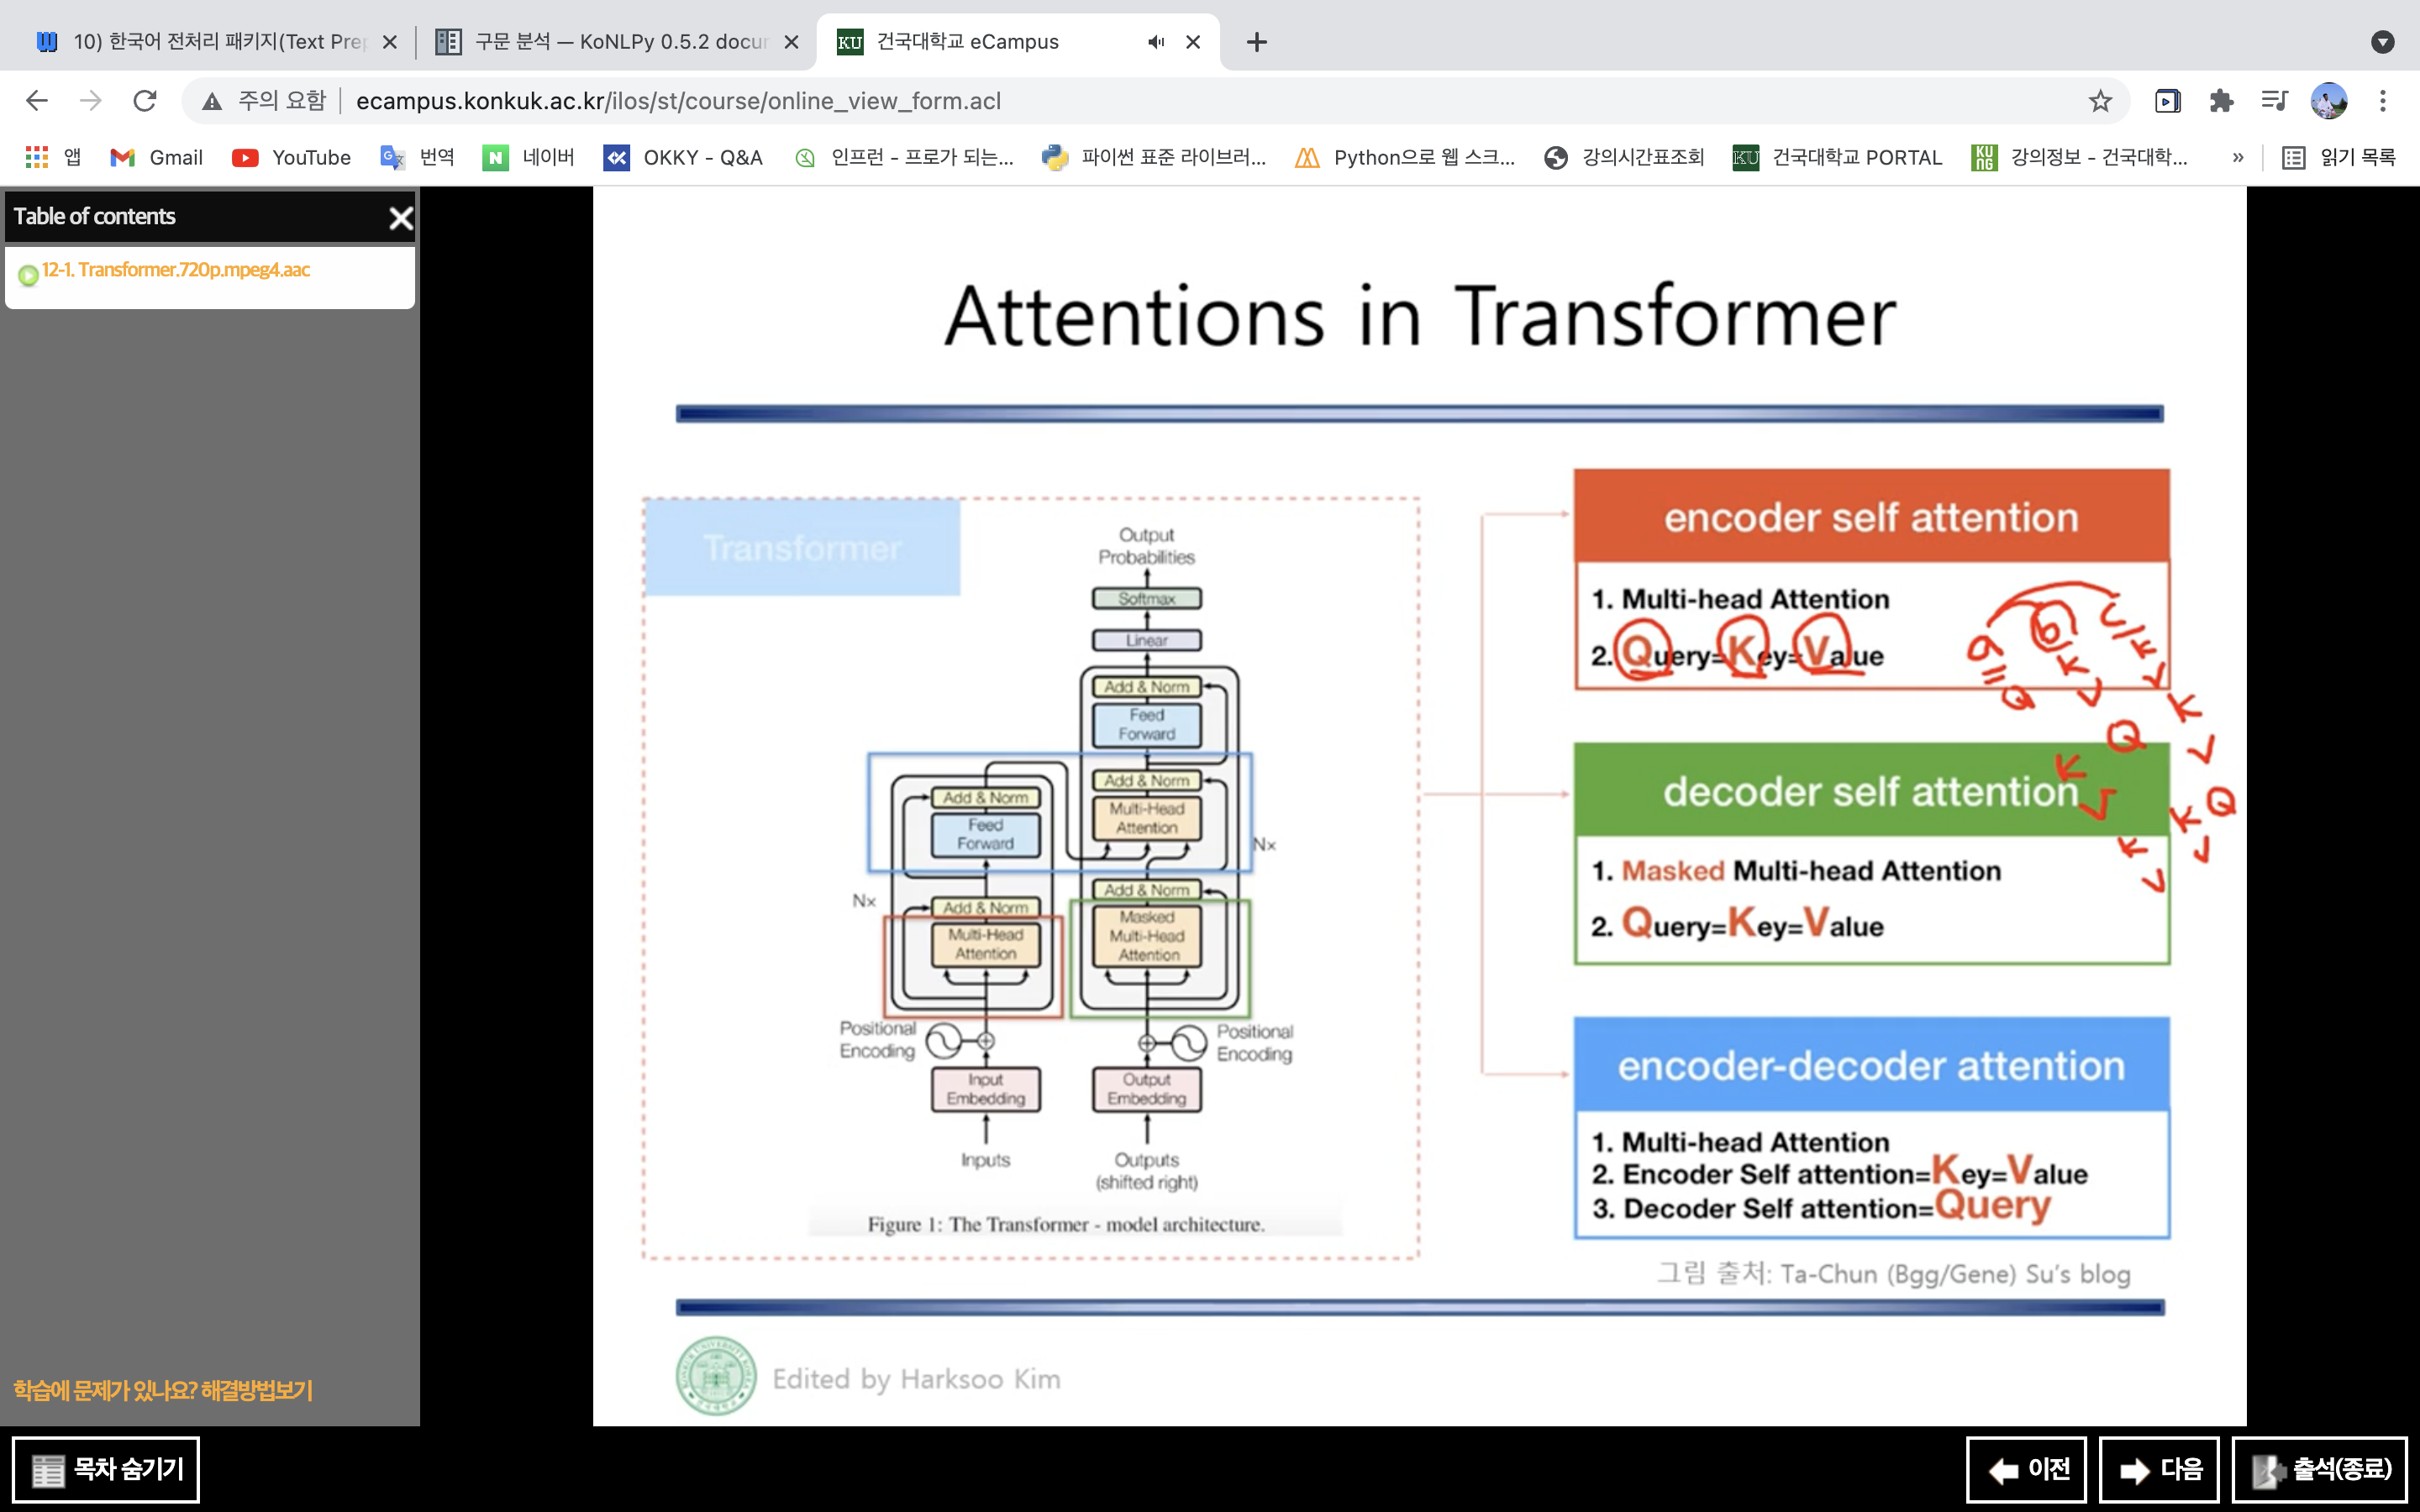 10) 한국어 전처리 패키지(Text Prep
구문 분석 — KoNLPy 0.5.2 docum
KU 건국대학교 eCampus
주의 요함 ecampus.konkuk.ac.kr/ilos/st/course/online_view_form.acl
앱 Gmail YouTube 번역 네이버 OKKY - Q&A 인프런 - 프로가 되는... 파이썬 표준 라이브러... Python으로 웹 스크... 강의시간표조회 건국대학교 PORTAL 강의정보 - 건국대학... » 읽기 목록
Table of contents
12-1. Transformer.720p.mpeg4.aac
학습에 문제가 있나요? 해결방법보기
목차 숨기기
Attentions in Transformer
Transformer
Output
Probabilities
Softmax
Linear
Add & Norm
Feed
Forward
Add & Norm
Multi-Head
Attention
Nx
Add & Norm
Masked
Multi-Head
Attention
Add & Norm
Feed
Forward
Nx
Add & Norm
Multi-Head
Attention
Positional
Encoding
Positional
Encoding
Input
Embedding
Output
Embedding
Inputs
Outputs
(shifted right)
Figure 1: The Transformer - model architecture.
encoder self attention
1. Multi-head Attention
2. Query=Key=Value
a b c / K V
Q K V
K V
Q
K V
Q
K V
K V
decoder self attention
1. Masked Multi-head Attention
2. Query=Key=Value
encoder-decoder attention
1. Multi-head Attention
2. Encoder Self attention=Key=Value
3. Decoder Self attention=Query
그림 출처: Ta-Chun (Bgg/Gene) Su's blog
Edited by Harksoo Kim
이전
다음
출석(종료)